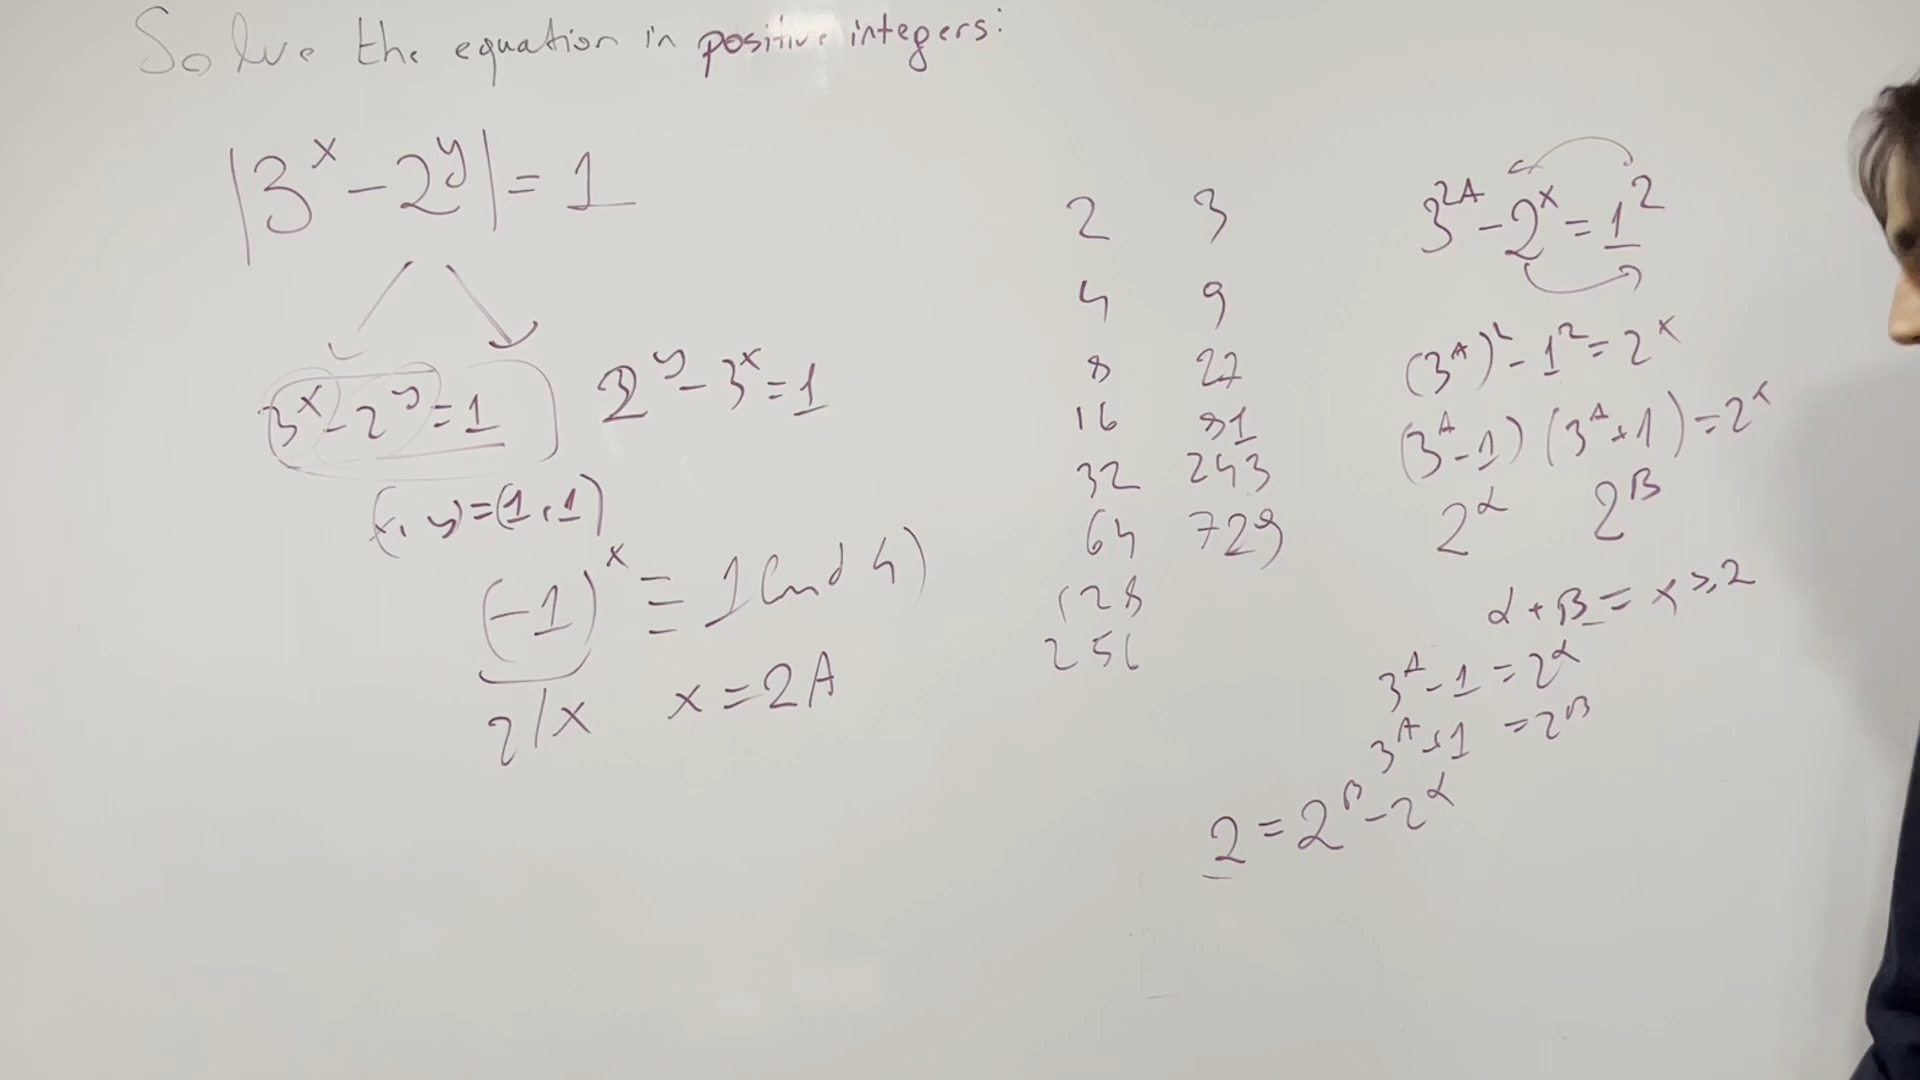 Solve the equation in positive integers:
|3^x - 2^y| = 1
3^x - 2^y = 1
2^y - 3^x = 1
(x, y) = (1, 1)
(-1)^x ≡ 1 (mod 4)
2 | x
x = 2A
2 3
4 9
8 27
16 81
32 243
64 729
128
256
3^{2A} - 2^x = 1^2
(3^A)^2 - 1^2 = 2^x
(3^A - 1) (3^A + 1) = 2^x
2^α 2^β
α + β = x ≥ 2
3^A - 1 = 2^α
3^A + 1 = 2^β
2 = 2^β - 2^α